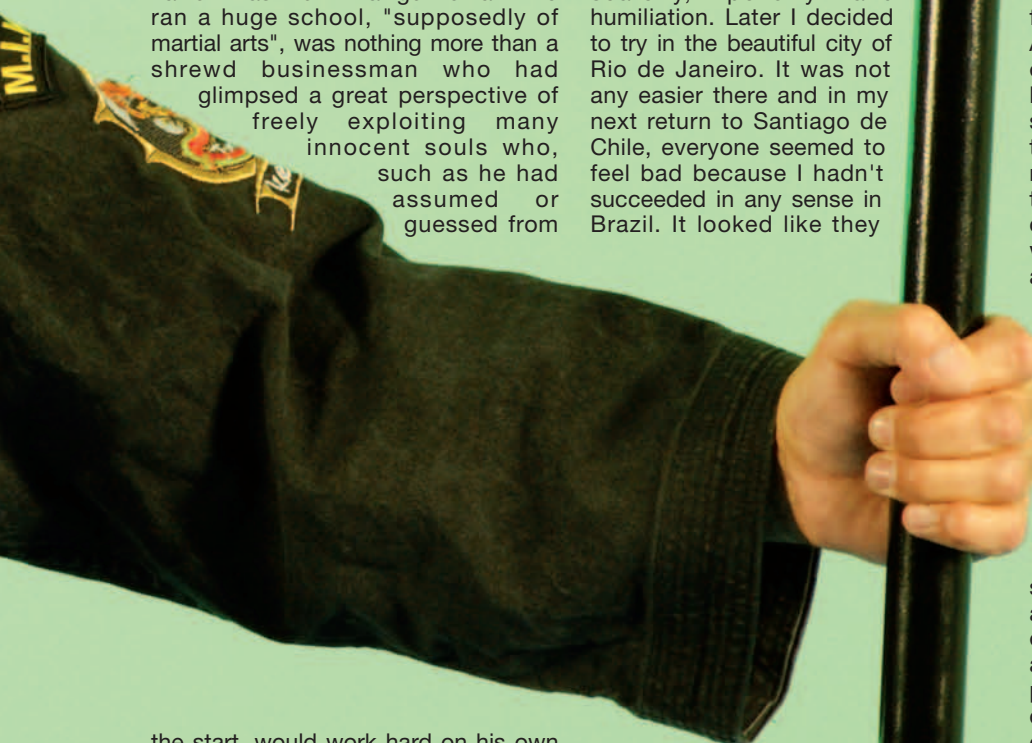 ran a huge school, "supposedly of
martial arts", was nothing more than a
shrewd businessman who had
glimpsed a great perspective of
freely exploiting many
innocent souls who,
such as he had
assumed or
guessed from
the start, would work hard on his own
humiliation. Later I decided
to try in the beautiful city of
Rio de Janeiro. It was not
any easier there and in my
next return to Santiago de
Chile, everyone seemed to
feel bad because I hadn't
succeeded in any sense in
Brazil. It looked like they
M.J.